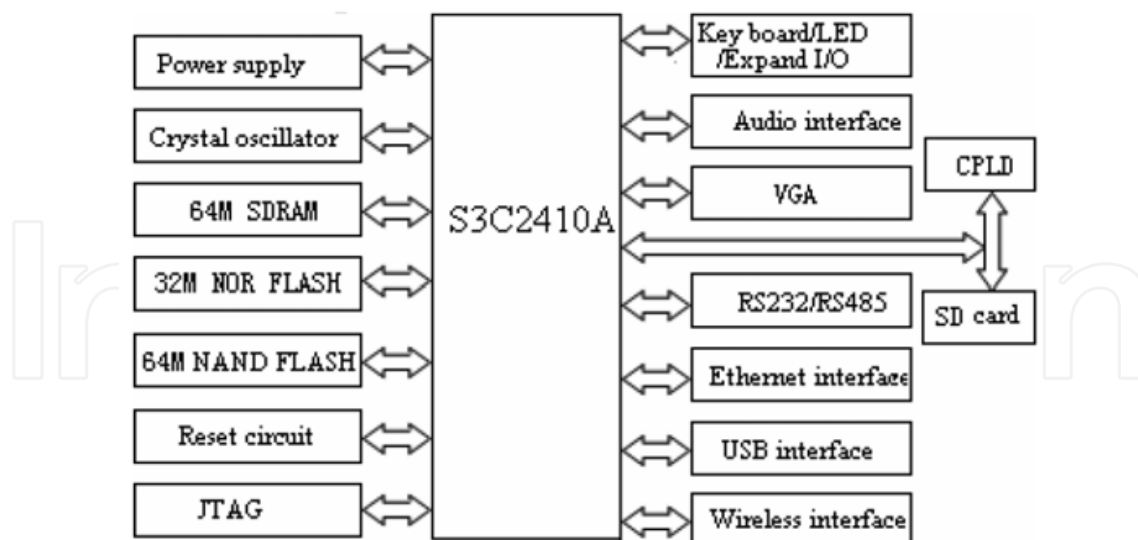 Power supply
Crystal oscillator
64M SDRAM
32M NOR FLASH
64M NAND FLASH
Reset circuit
JTAG
S3C2410A
Key board/LED
/Expand I/O
Audio interface
VGA
RS232/RS485
Ethernet interface
USB interface
Wireless interface
CPLD
SD card